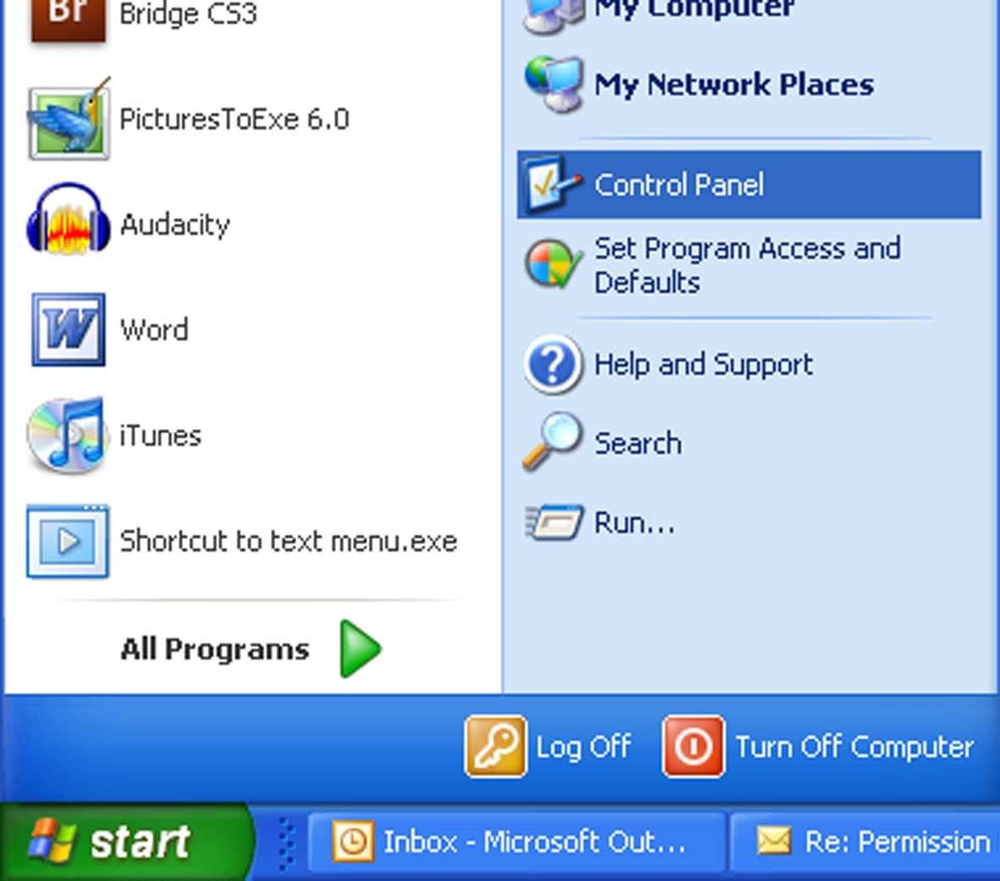 Br
Bridge CS3
PicturesToExe 6.0
Audacity
W
Word
iTunes
Shortcut to text menu.exe
All Programs
My Computer
My Network Places
Control Panel
Set Program Access and
Defaults
?
Help and Support
Search
Run...
Log Off
Turn Off Computer
start
Inbox - Microsoft Out...
Re: Permission